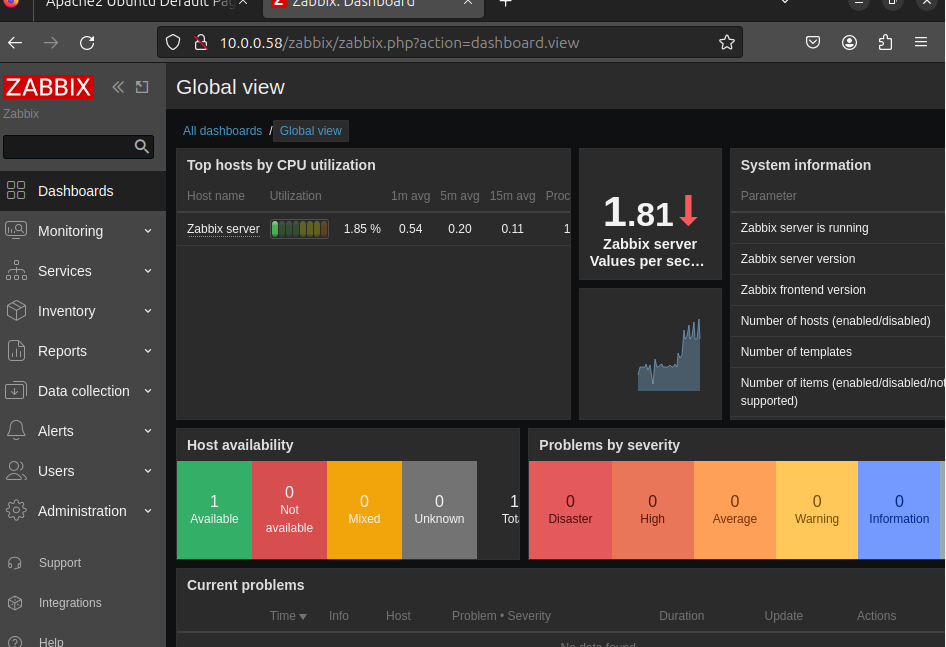 Apache2 Ubuntu Default Pag
Zabbix: Dashboard
10.0.0.58/zabbix/zabbix.php?action=dashboard.view
ZABBIX
Zabbix
Dashboards
Monitoring
Services
Inventory
Reports
Data collection
Alerts
Users
Administration
Support
Integrations
Help
Global view
All dashboards / Global view
Top hosts by CPU utilization
Host name Utilization 1m avg 5m avg 15m avg Proc
Zabbix server 1.85 % 0.54 0.20 0.11 1
1.81
Zabbix server
Values per sec…
System information
Parameter
Zabbix server is running
Zabbix server version
Zabbix frontend version
Number of hosts (enabled/disabled)
Number of templates
Number of items (enabled/disabled/not
supported)
Host availability
1 Available
0 Not available
0 Mixed
0 Unknown
1 Tota
Problems by severity
0 Disaster
0 High
0 Average
0 Warning
0 Information
Current problems
Time Info Host Problem • Severity Duration Update Actions
No data found